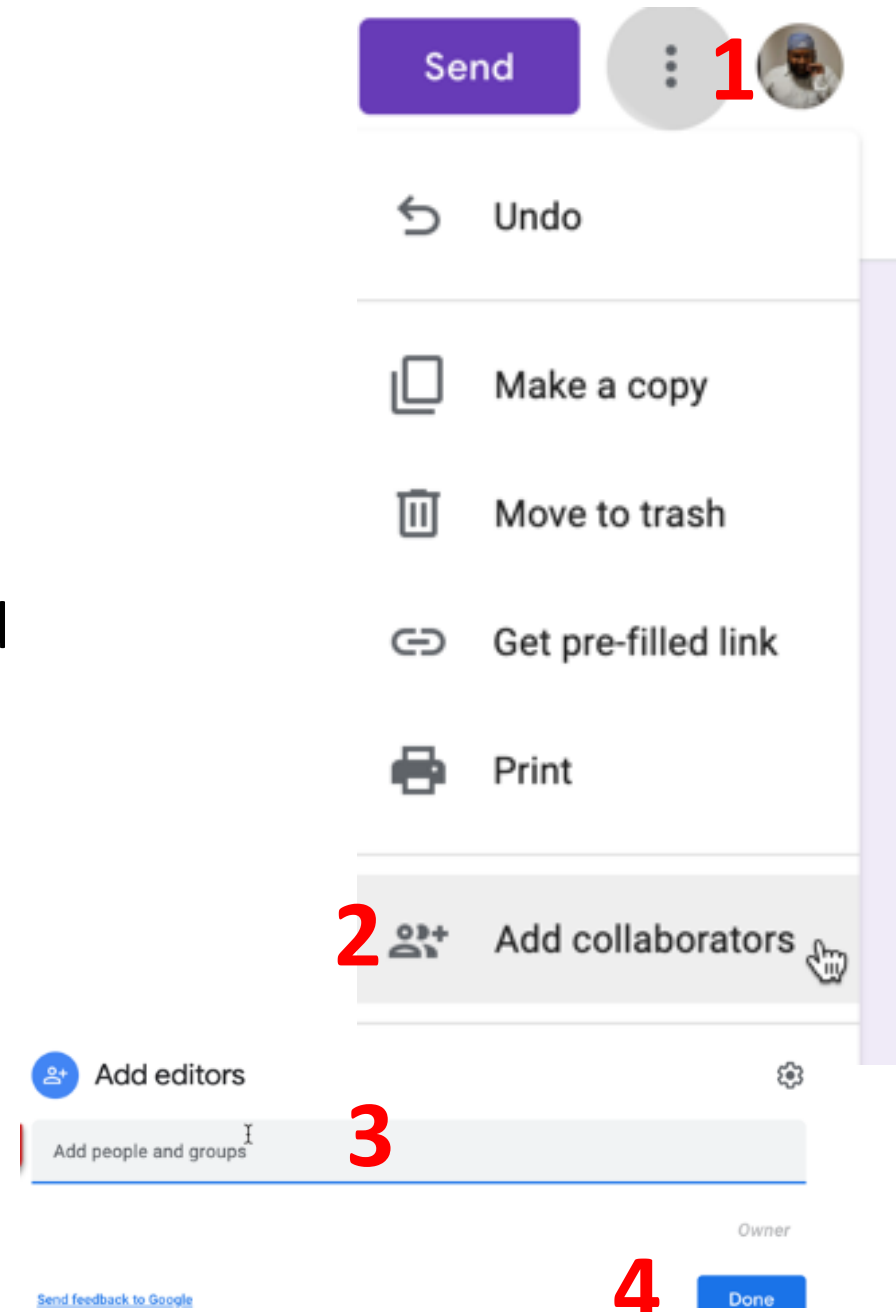 Send
1
Undo
Make a copy
Move to trash
Get pre-filled link
Print
2 Add collaborators
Add editors
Add people and groups
3
Owner
Send feedback to Google
4
Done